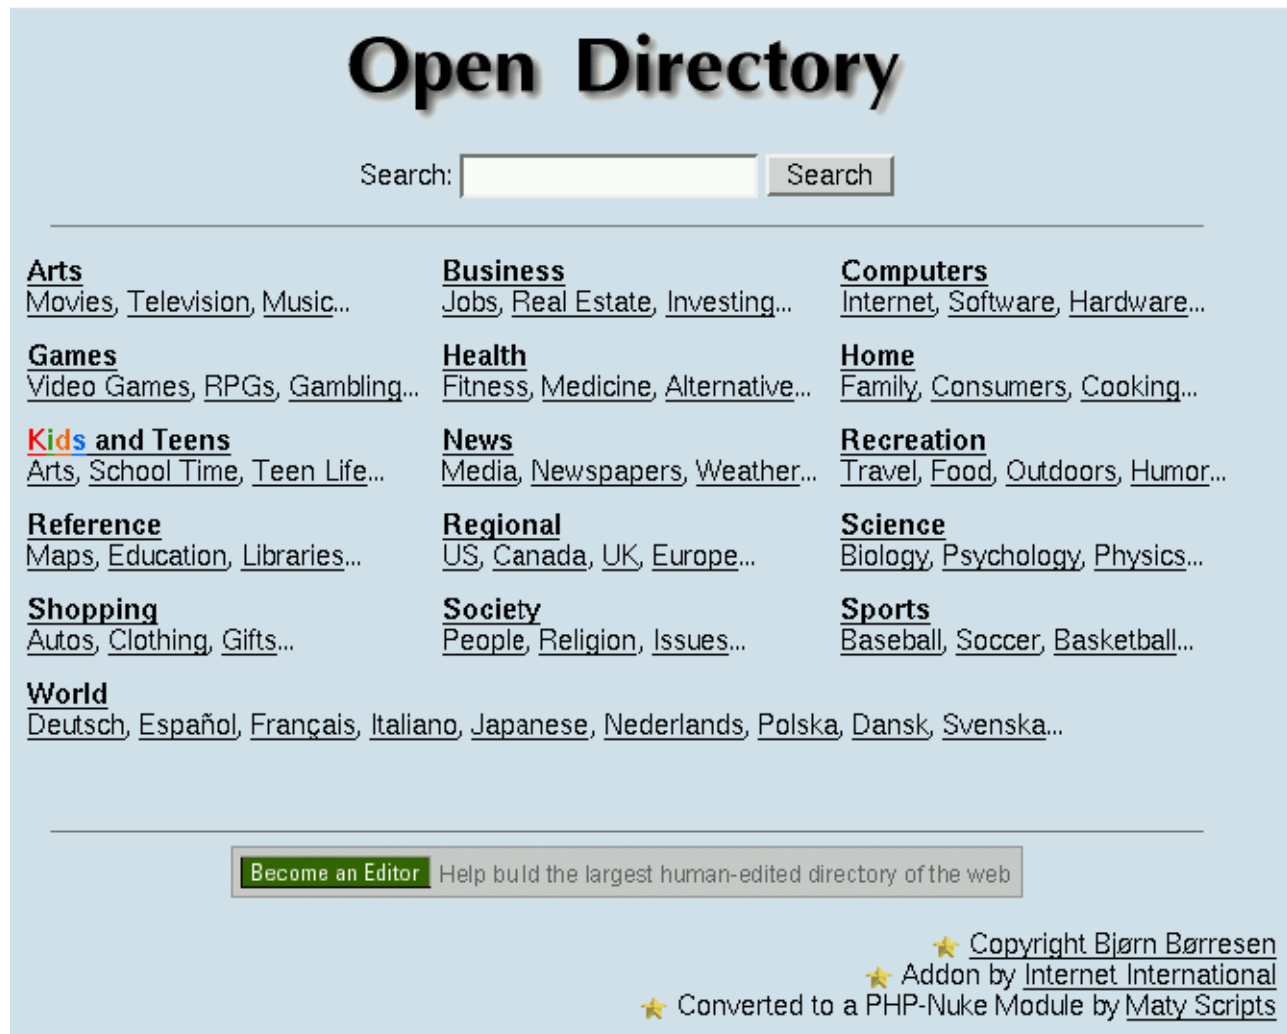 Open Directory
Search: Search
Arts
Movies, Television, Music...
Business
Jobs, Real Estate, Investing...
Computers
Internet, Software, Hardware...
Games
Video Games, RPGs, Gambling...
Health
Fitness, Medicine, Alternative...
Home
Family, Consumers, Cooking...
Kids and Teens
Arts, School Time, Teen Life...
News
Media, Newspapers, Weather...
Recreation
Travel, Food, Outdoors, Humor...
Reference
Maps, Education, Libraries...
Regional
US, Canada, UK, Europe...
Science
Biology, Psychology, Physics...
Shopping
Autos, Clothing, Gifts...
Society
People, Religion, Issues...
Sports
Baseball, Soccer, Basketball...
World
Deutsch, Español, Français, Italiano, Japanese, Nederlands, Polska, Dansk, Svenska...
Become an Editor Help build the largest human-edited directory of the web
Copyright Bjørn Børresen
Addon by Internet International
Converted to a PHP-Nuke Module by Maty Scripts